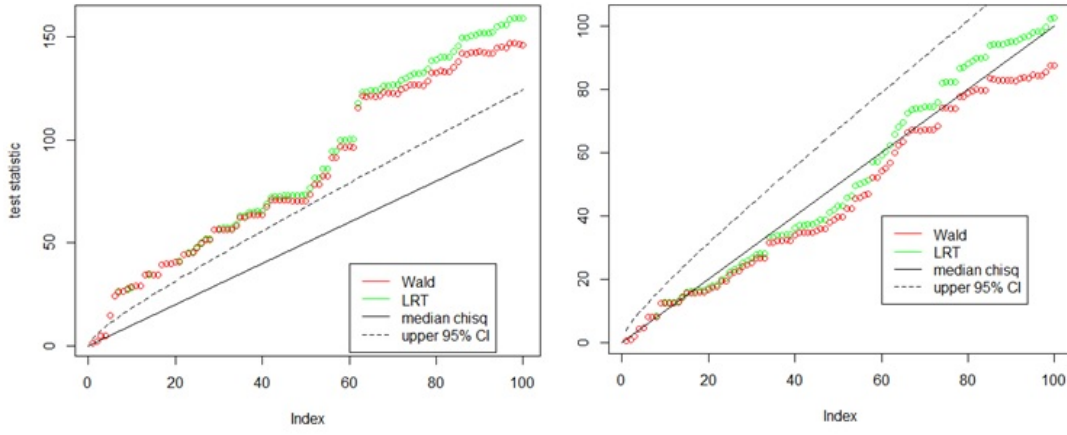 150
100
50
0
test statistic
Wald
LRT
median chisq
upper 95% CI
0 20 40 60 80 100
Index
100
80
60
40
20
0
Wald
LRT
median chisq
upper 95% CI
0 20 40 60 80 100
Index